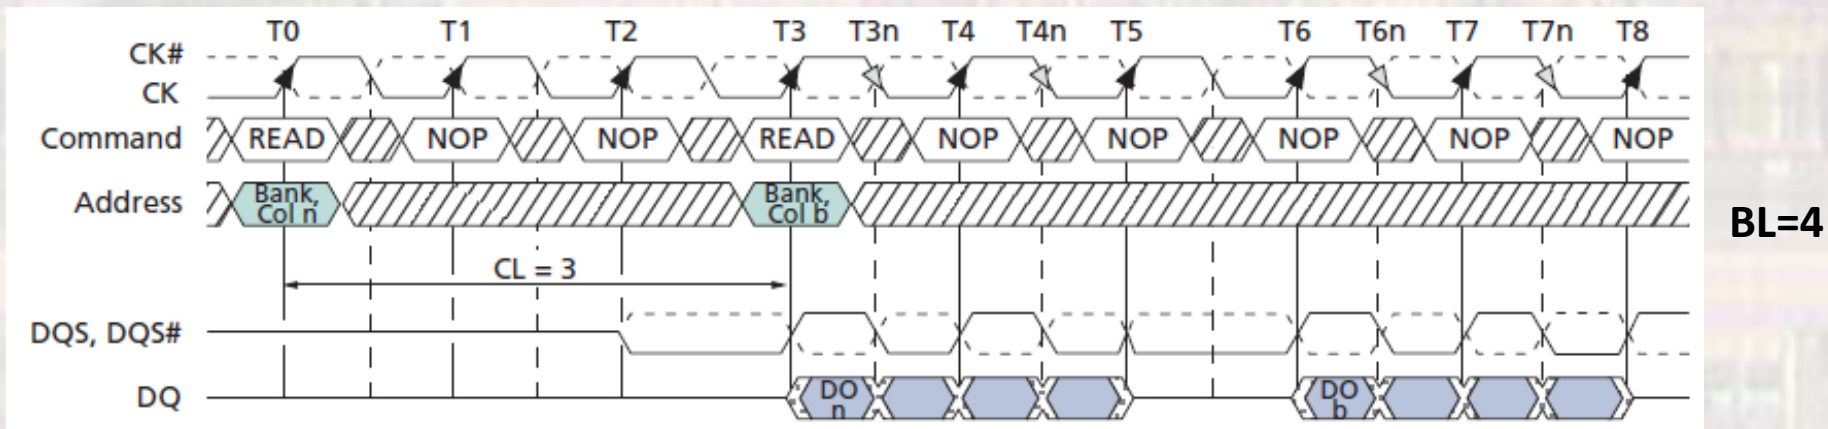 T0 T1 T2 T3 T3n T4 T4n T5 T6 T6n T7 T7n T8
CK#
CK
Command READ NOP NOP READ NOP NOP NOP NOP NOP
Address Bank, Col n Bank, Col b
BL=4
CL = 3
DQS, DQS#
DQ DO n DO b